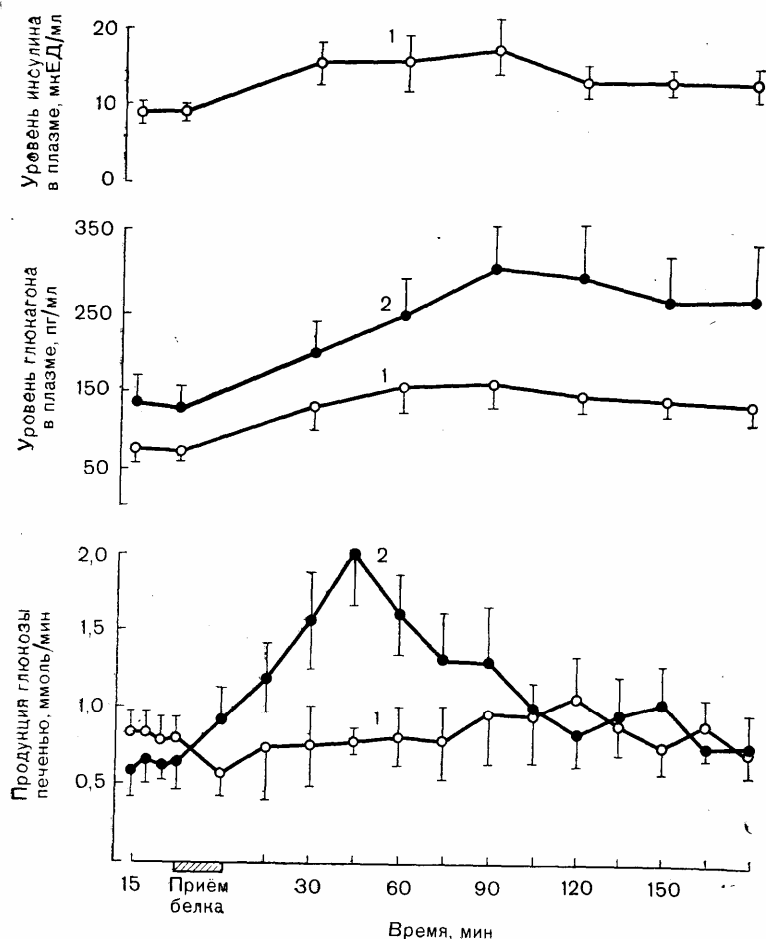 Уровень инсулина
в плазме, мкЕД/мл
20
10
0
1
Уровень глюкагона
в плазме, пг/мл
350
250
150
50
2
1
Продукция глюкозы
печенью, ммоль/мин
2,0
1,5
1,0
0,5
2
1
15
Приём
белка
30
60
90
120
150
Время, мин